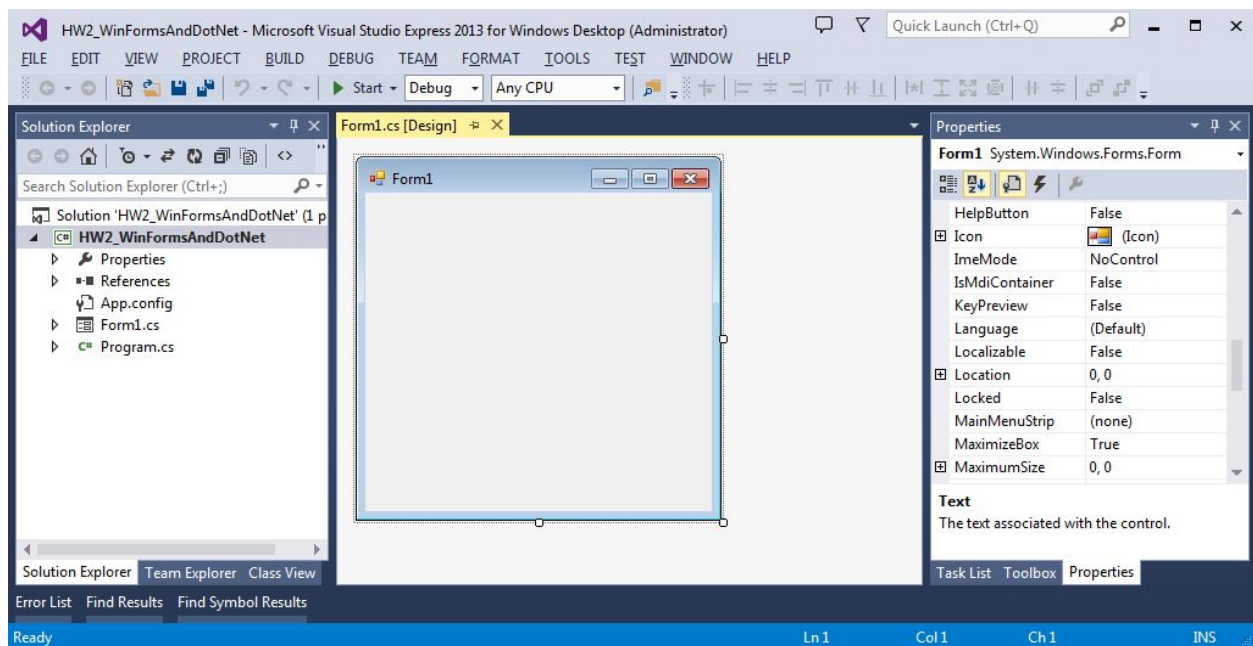 HW2_WinFormsAndDotNet - Microsoft Visual Studio Express 2013 for Windows Desktop (Administrator)
Quick Launch (Ctrl+Q)
FILE EDIT VIEW PROJECT BUILD DEBUG TEAM FORMAT TOOLS TEST WINDOW HELP
Start Debug Any CPU
Solution Explorer
Search Solution Explorer (Ctrl+;)
Solution 'HW2_WinFormsAndDotNet' (1 p
C# HW2_WinFormsAndDotNet
Properties
References
App.config
Form1.cs
C# Program.cs
Solution Explorer Team Explorer Class View
Form1.cs [Design]
Form1
Properties
Form1 System.Windows.Forms.Form
HelpButton False
Icon (Icon)
ImeMode NoControl
IsMdiContainer False
KeyPreview False
Language (Default)
Localizable False
Location 0, 0
Locked False
MainMenuStrip (none)
MaximizeBox True
MaximumSize 0, 0
Text
The text associated with the control.
Task List Toolbox Properties
Error List Find Results Find Symbol Results
Ready Ln 1 Col 1 Ch 1 INS